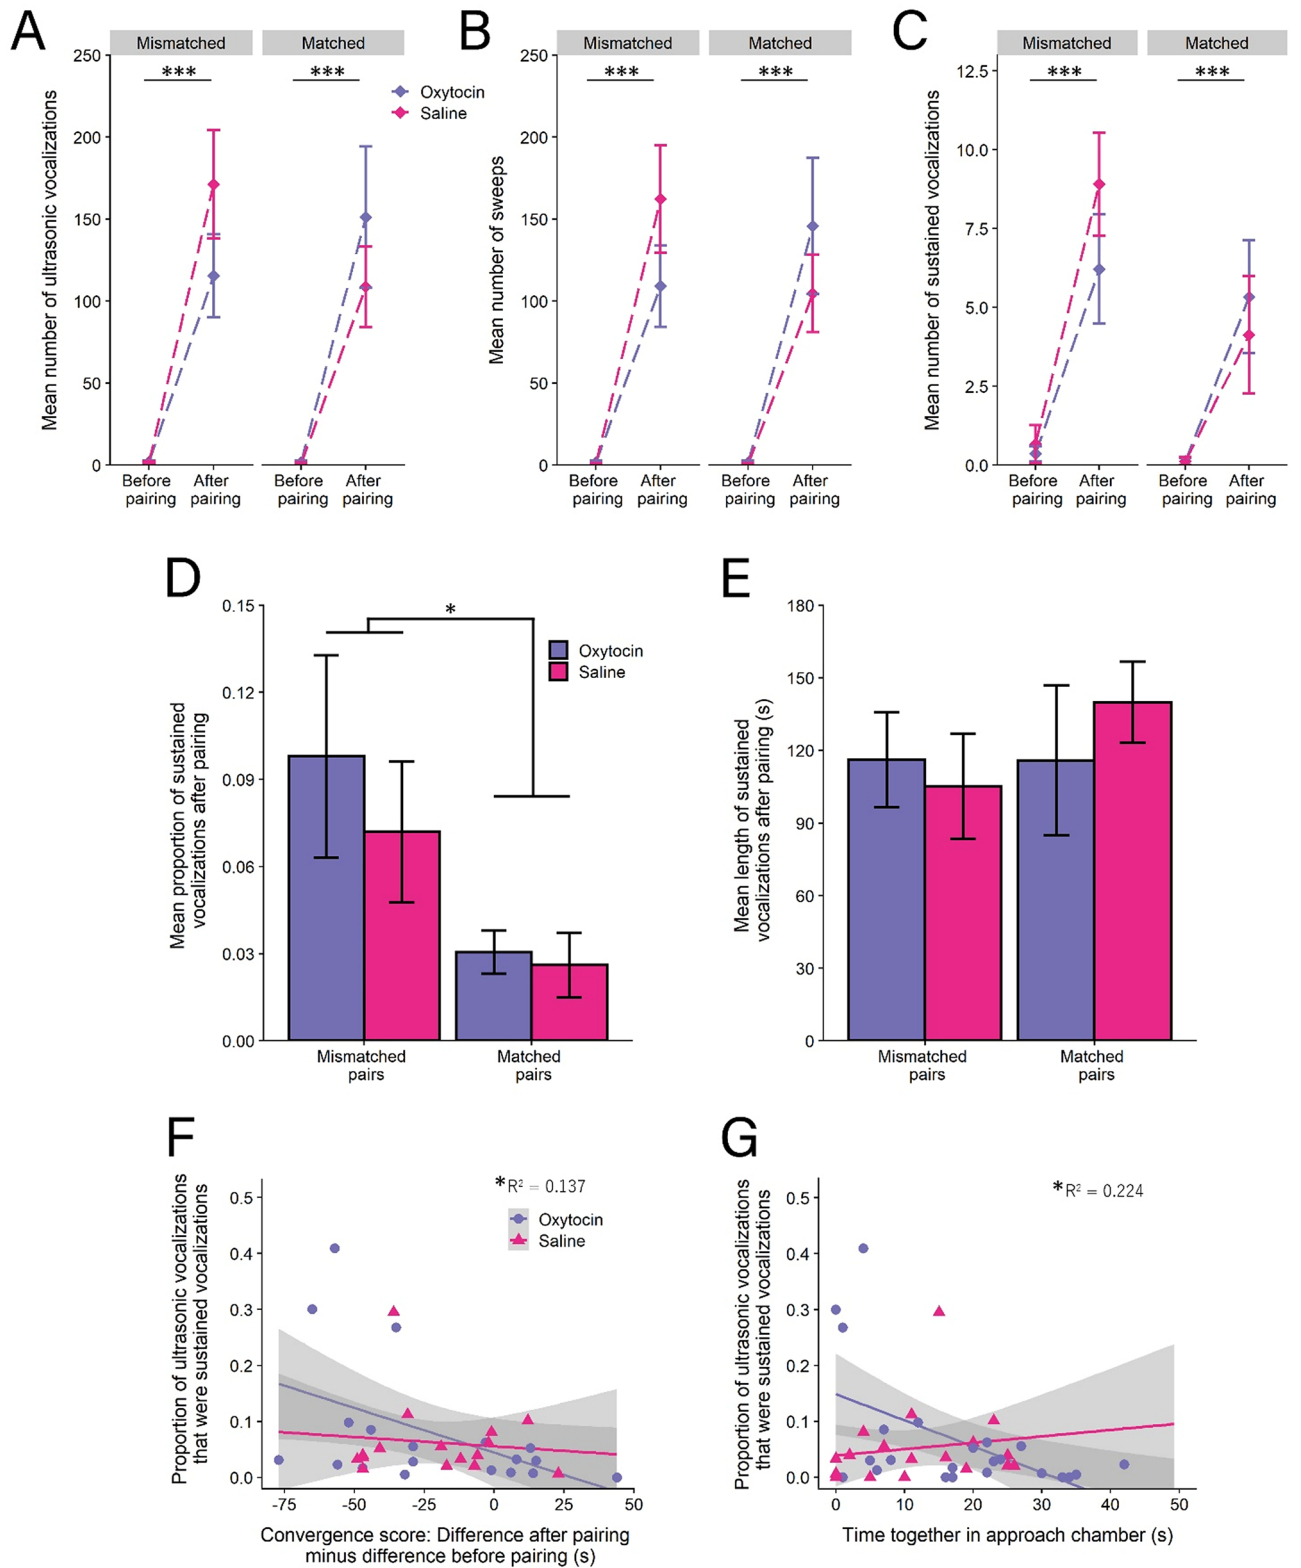 A
Mismatched
Matched
***
***
Mean number of ultrasonic vocalizations
250
200
150
100
50
0
Before pairing
After pairing
Before pairing
After pairing
Oxytocin
Saline
B
Mismatched
Matched
***
***
Mean number of sweeps
250
200
150
100
50
0
Before pairing
After pairing
Before pairing
After pairing
C
Mismatched
Matched
***
***
Mean number of sustained vocalizations
12.5
10.0
7.5
5.0
2.5
0.0
Before pairing
After pairing
Before pairing
After pairing
D
Mean proportion of sustained
vocalizations after pairing
0.15
0.12
0.09
0.06
0.03
0.00
*
Oxytocin
Saline
Mismatched
pairs
Matched
pairs
E
Mean length of sustained
vocalizations after pairing (s)
180
150
120
90
60
30
0
Mismatched
pairs
Matched
pairs
F
Proportion of ultrasonic vocalizations
that were sustained vocalizations
0.5
0.4
0.3
0.2
0.1
0.0
*R² = 0.137
Oxytocin
Saline
-75
-50
-25
0
25
50
Convergence score: Difference after pairing
minus difference before pairing (s)
G
Proportion of ultrasonic vocalizations
that were sustained vocalizations
0.5
0.4
0.3
0.2
0.1
0.0
*R² = 0.224
0
10
20
30
40
50
Time together in approach chamber (s)